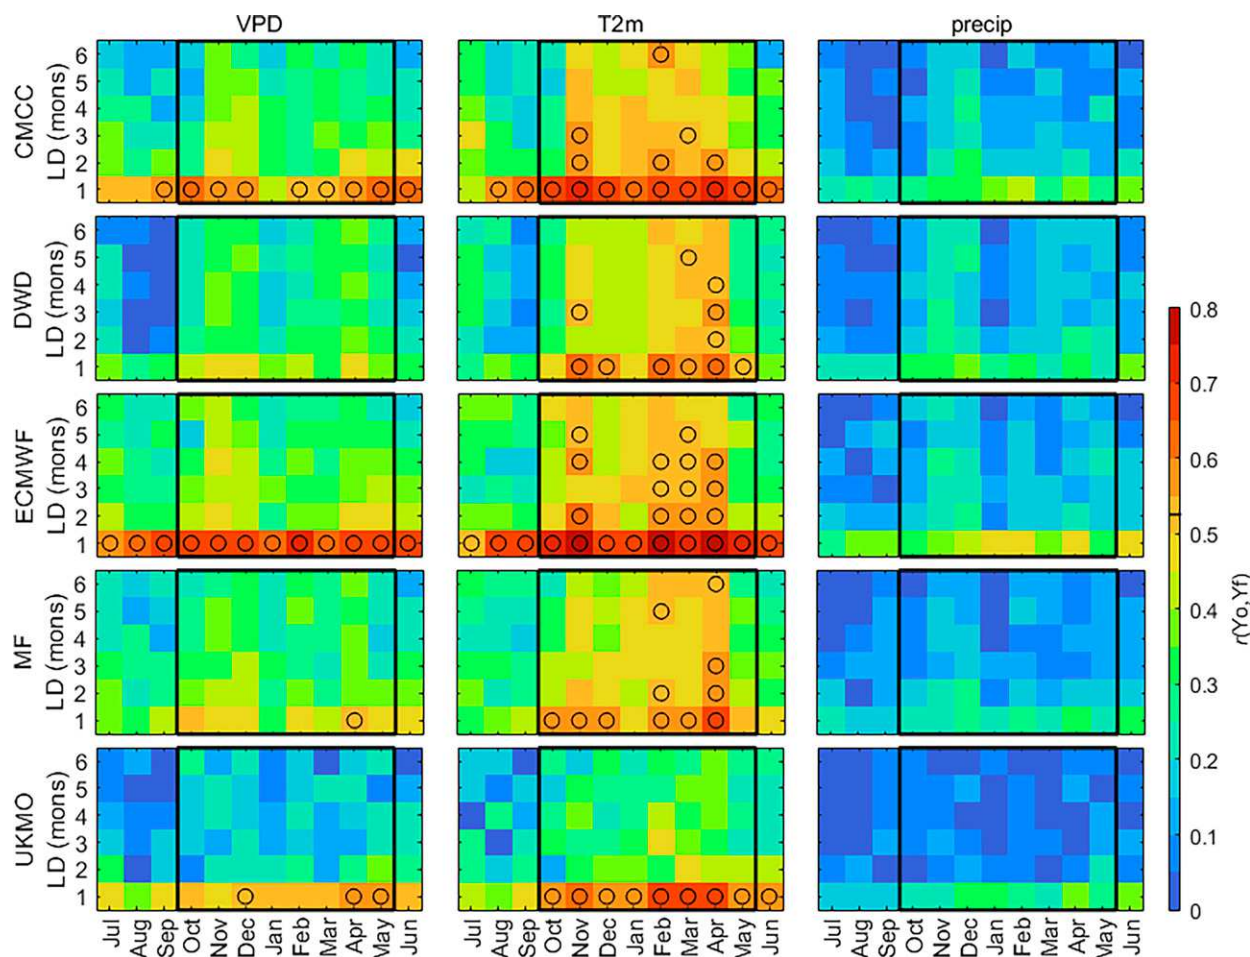 VPD T2m precip
CMCC
LD (mons)
6
5
4
3
2
1
DWD
LD (mons)
6
5
4
3
2
1
ECMWF
LD (mons)
6
5
4
3
2
1
MF
LD (mons)
6
5
4
3
2
1
UKMO
LD (mons)
6
5
4
3
2
1
Jul Aug Sep Oct Nov Dec Jan Feb Mar Apr May Jun
Jul Aug Sep Oct Nov Dec Jan Feb Mar Apr May Jun
Jul Aug Sep Oct Nov Dec Jan Feb Mar Apr May Jun
0.8
0.7
0.6
0.5
0.4
0.3
0.2
0.1
0
r(Yo,Yf)